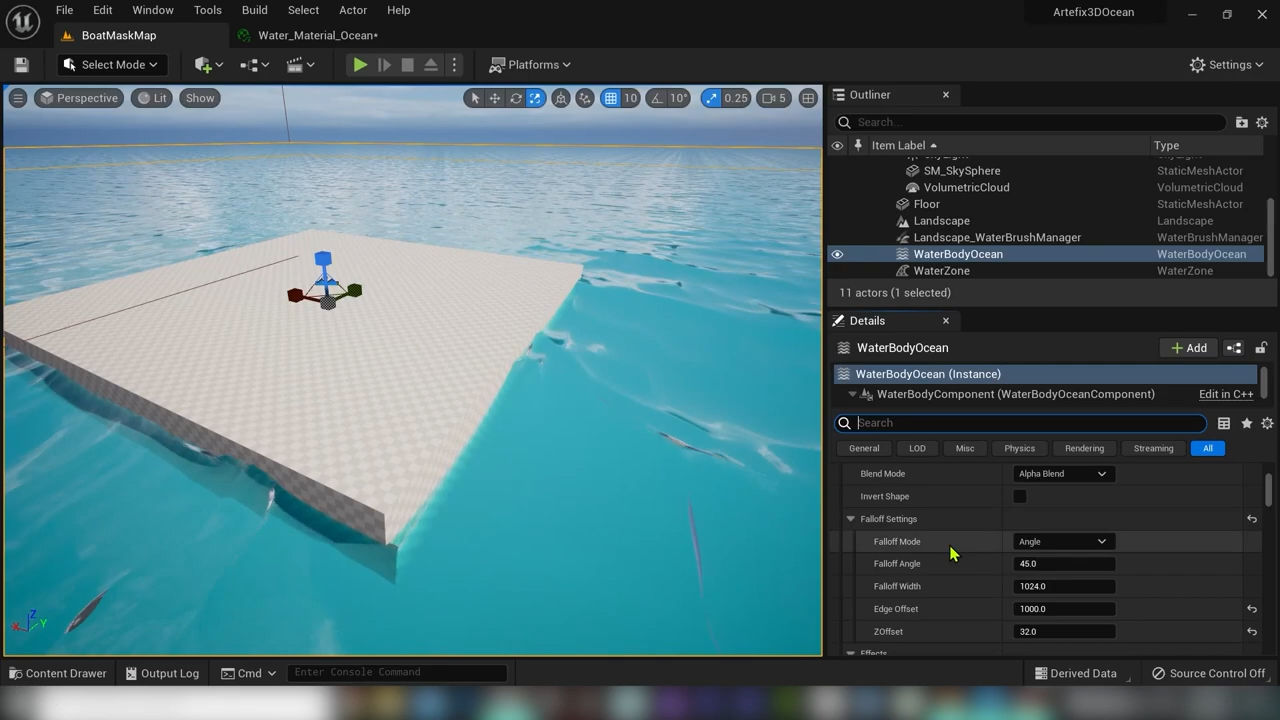 File Edit Window Tools Build Select Actor Help
Artefix3DOcean
BoatMaskMap
Water_Material_Ocean*
Select Mode
Platforms
Settings
Perspective
Lit
Show
10
10°
0.25
5
Outliner
Search...
Item Label
Type
SM_SkySphere StaticMeshActor
VolumetricCloud VolumetricCloud
Floor StaticMeshActor
Landscape Landscape
Landscape_WaterBrushManager WaterBrushManager
WaterBodyOcean WaterBodyOcean
WaterZone WaterZone
11 actors (1 selected)
Details
WaterBodyOcean
Add
WaterBodyOcean (Instance)
WaterBodyComponent (WaterBodyOceanComponent) Edit in C++
Search
General LOD Misc Physics Rendering Streaming All
Blend Mode Alpha Blend
Invert Shape
Falloff Settings
Falloff Mode Angle
Falloff Angle 45.0
Falloff Width 1024.0
Edge Offset 1000.0
ZOffset 32.0
Effects
Z
X
Y
Content Drawer
Output Log
Cmd
Enter Console Command
Derived Data
Source Control Off